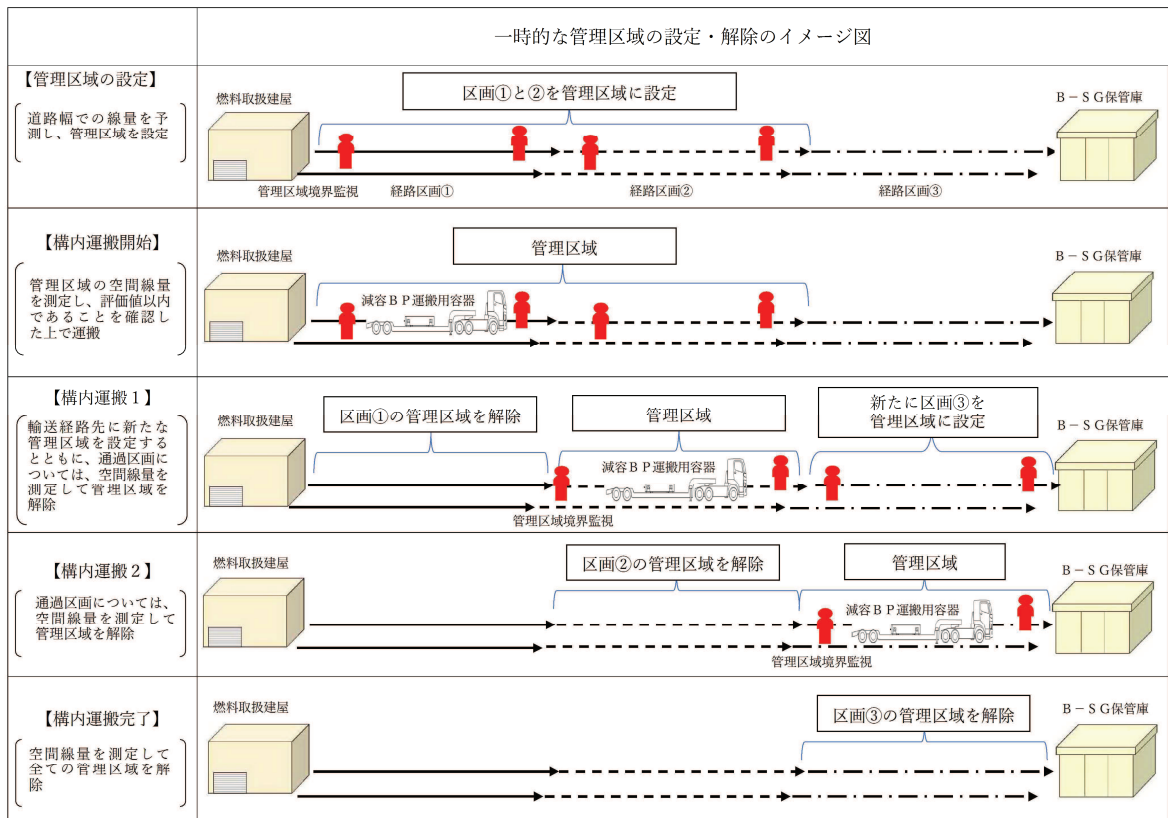 一時的な管理区域の設定・解除のイメージ図
【管理区域の設定】
道路幅での線量を予
測し、管理区域を設定
燃料取扱建屋
区画①と②を管理区域に設定
B-SG保管庫
管理区域境界監視
経路区画①
経路区画②
経路区画③
【構内運搬開始】
管理区域の空間線量
を測定し、評価値以内
であることを確認し
た上で運搬
燃料取扱建屋
管理区域
B-SG保管庫
減容BP運搬用容器
【構内運搬1】
輸送経路先に新たな
管理区域を設定する
とともに、通過区画に
ついては、空間線量を
測定して管理区域を
解除
燃料取扱建屋
区画①の管理区域を解除
管理区域
新たに区画③を
管理区域に設定
B-SG保管庫
減容BP運搬用容器
管理区域境界監視
【構内運搬2】
通過区画については、
空間線量を測定して
管理区域を解除
燃料取扱建屋
区画②の管理区域を解除
管理区域
B-SG保管庫
減容BP運搬用容器
管理区域境界監視
【構内運搬完了】
空間線量を測定して
全ての管理区域を解
除
燃料取扱建屋
区画③の管理区域を解除
B-SG保管庫